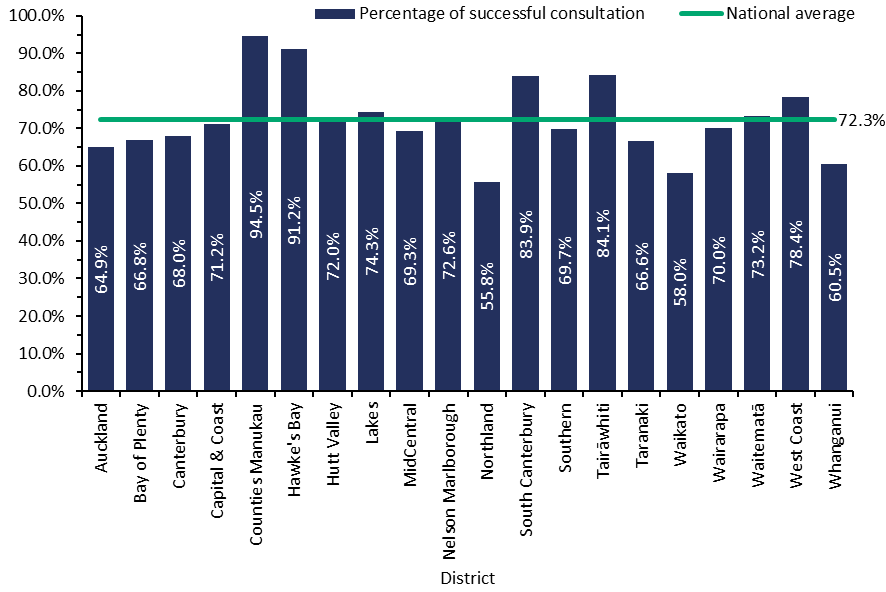 Percentage of successful consultation
National average
100.0%
90.0%
80.0%
70.0%
60.0%
50.0%
40.0%
30.0%
20.0%
10.0%
0.0%
72.3%
64.9%
66.8%
68.0%
71.2%
94.5%
91.2%
72.0%
74.3%
69.3%
72.6%
55.8%
83.9%
69.7%
84.1%
66.6%
58.0%
70.0%
73.2%
78.4%
60.5%
Auckland
Bay of Plenty
Canterbury
Capital & Coast
Counties Manukau
Hawke's Bay
Hutt Valley
Lakes
MidCentral
Nelson Marlborough
Northland
South Canterbury
Southern
Tairāwhiti
Taranaki
Waikato
Wairarapa
Waitematā
West Coast
Whanganui
District